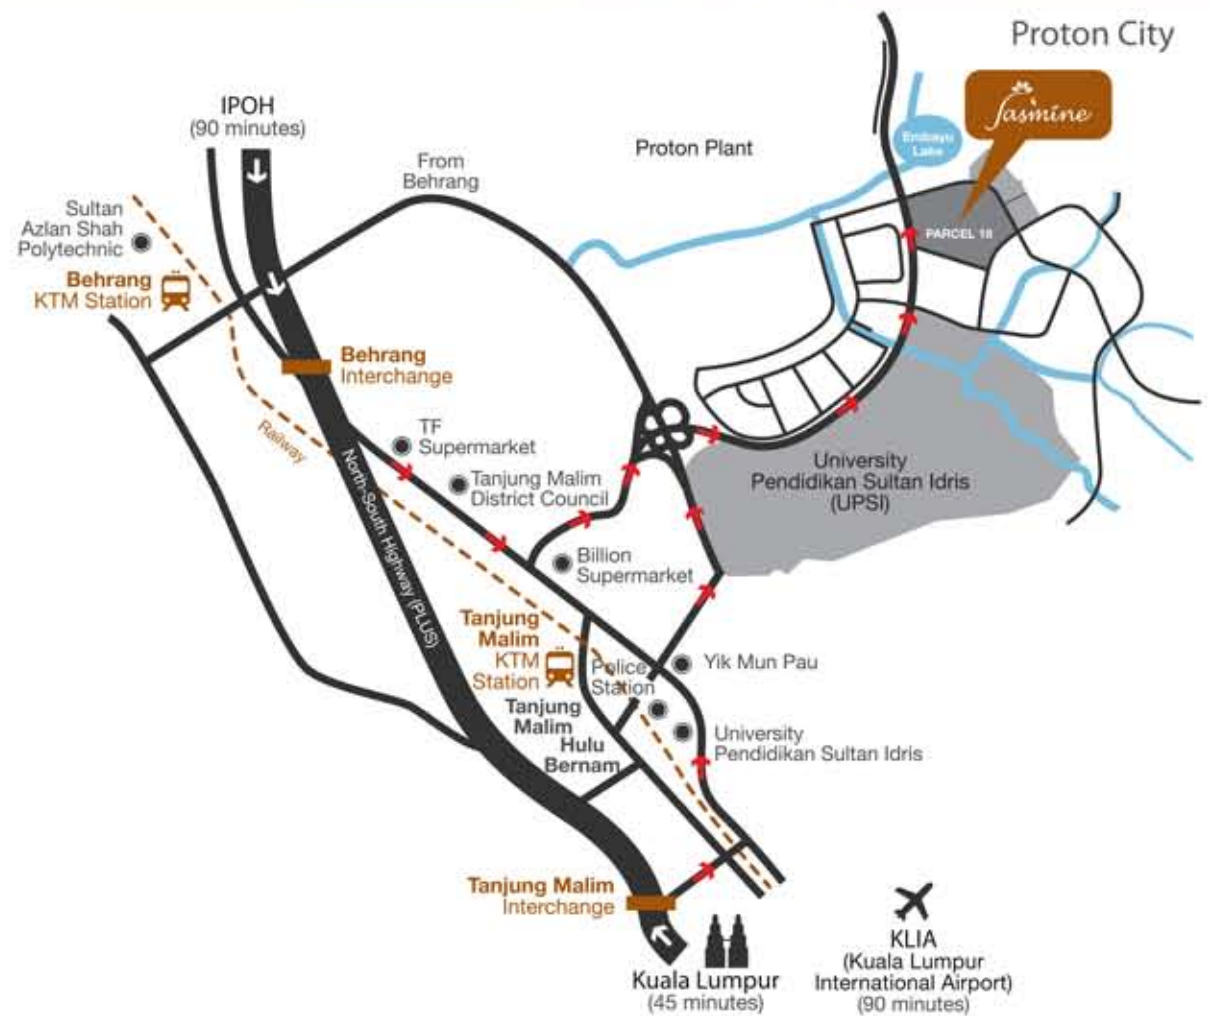 Proton City
Jasmine
IPOH
(90 minutes)
Proton Plant
Embayu
Lake
From
Behrang
Sultan
Azlan Shah
Polytechnic
PARCEL 18
Behrang
KTM Station
Behrang
Interchange
Railway
TF
Supermarket
North-South Highway (PLUS)
Tanjung Malim
District Council
University
Pendidikan Sultan Idris
(UPSI)
Billion
Supermarket
Tanjung
Malim
KTM
Station
Police
Station
Yik Mun Pau
Tanjung
Malim
Hulu
Bernam
University
Pendidikan Sultan Idris
Tanjung Malim
Interchange
Kuala Lumpur
(45 minutes)
KLIA
(Kuala Lumpur
International Airport)
(90 minutes)